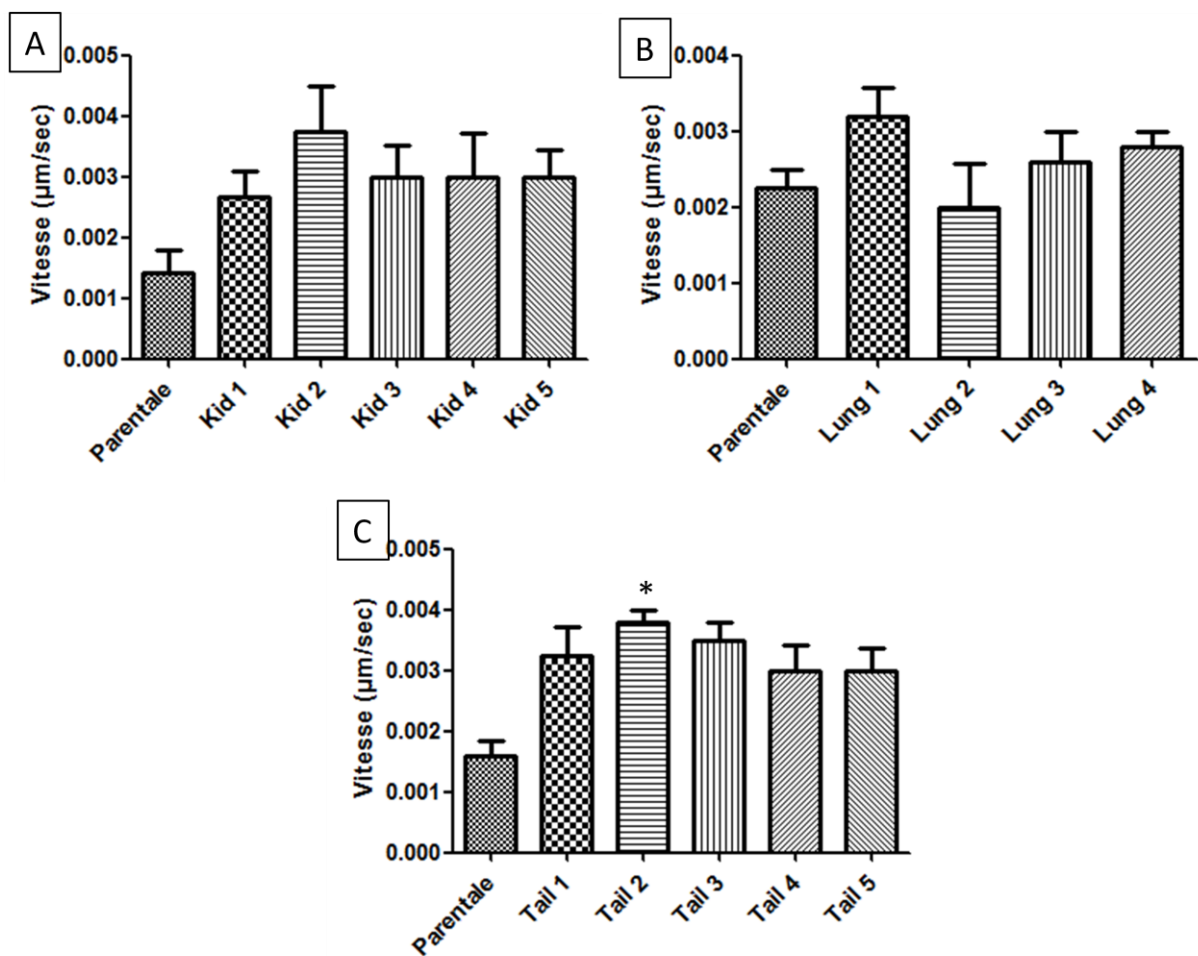 A
Vitesse (µm/sec)
0.005
0.004
0.003
0.002
0.001
0.000
Parentale
Kid 1
Kid 2
Kid 3
Kid 4
Kid 5
B
Vitesse (µm/sec)
0.004
0.003
0.002
0.001
0.000
Parentale
Lung 1
Lung 2
Lung 3
Lung 4
C
Vitesse (µm/sec)
0.005
0.004
0.003
0.002
0.001
0.000
*
Parentale
Tail 1
Tail 2
Tail 3
Tail 4
Tail 5